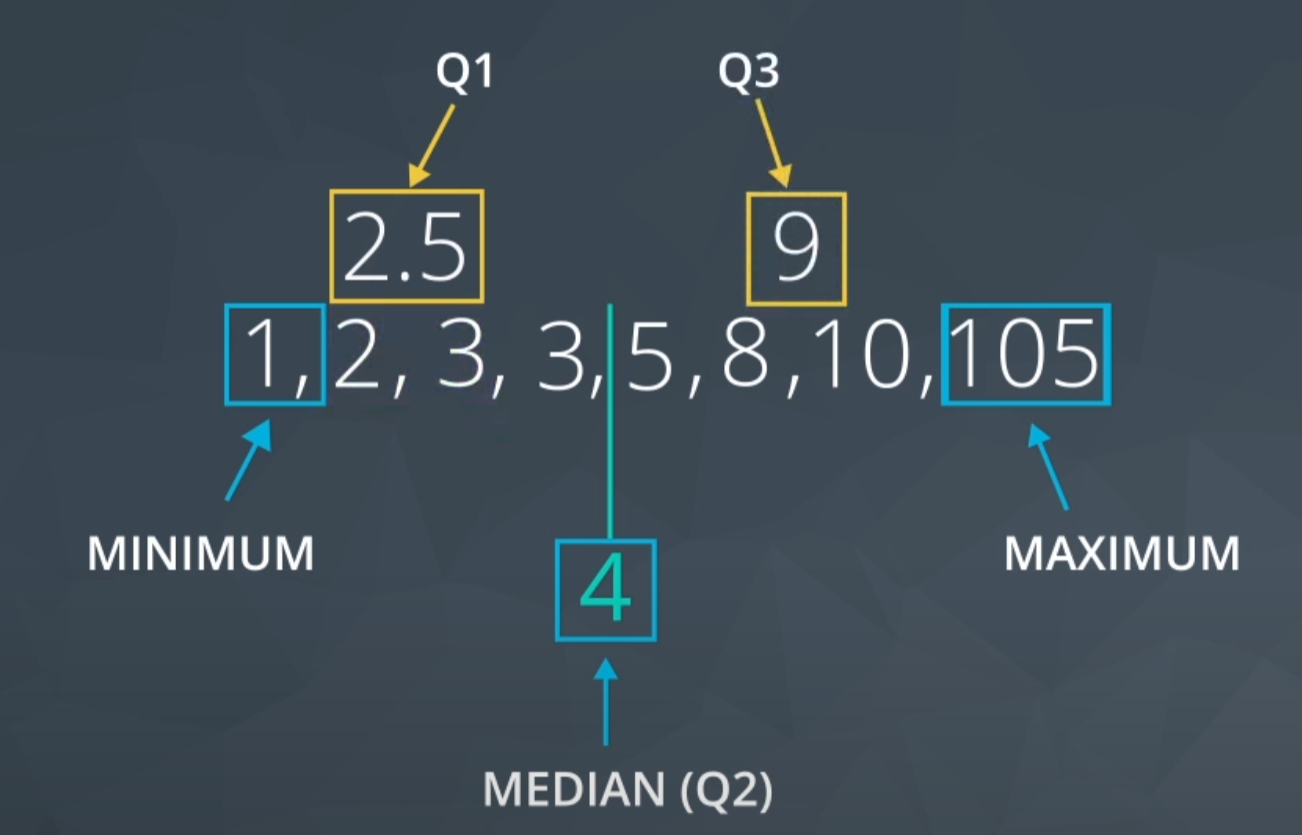 Q1 Q3
2.5 9
1, 2, 3, 3, 5, 8, 10, 105
MINIMUM MAXIMUM
4
MEDIAN (Q2)